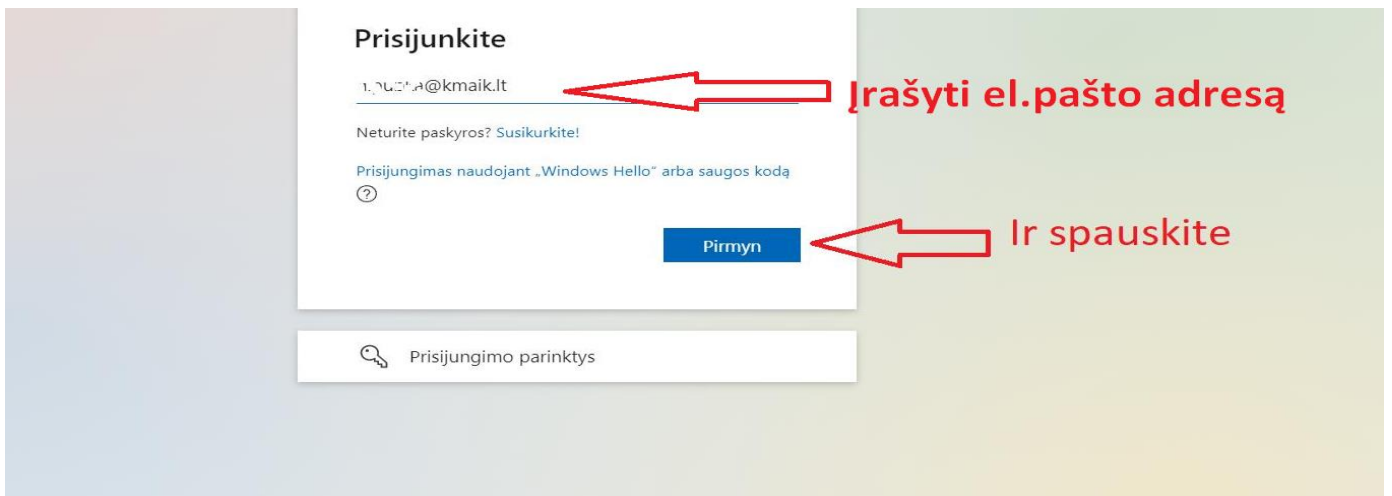 Prisijunkite
@kmaik.lt
Įrašyti el.pašto adresą
Neturite paskyros? Susikurkite!
Prisijungimas naudojant „Windows Hello“ arba saugos kodą
Pirmyn
Ir spauskite
Prisijungimo parinktys